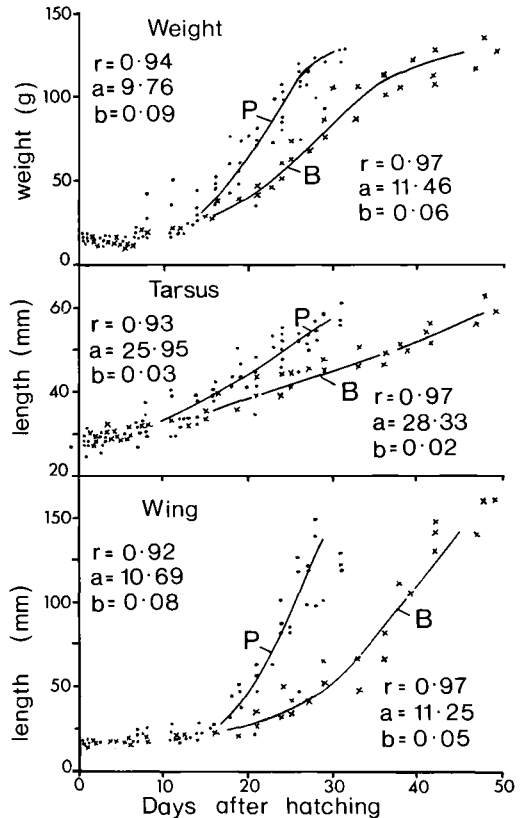 150
Weight
r = 0·94
a = 9·76
b = 0·09
P
weight (g)
100
50
0
B
r = 0·97
a = 11·46
b = 0·06
Tarsus
60
r = 0·93
a = 25·95
b = 0·03
P
length (mm)
40
20
B
r = 0·97
a = 28·33
b = 0·02
Wing
150
r = 0·92
a = 10·69
b = 0·08
P
length (mm)
100
50
0
B
r = 0·97
a = 11·25
b = 0·05
0 10 20 30 40 50
Days after hatching